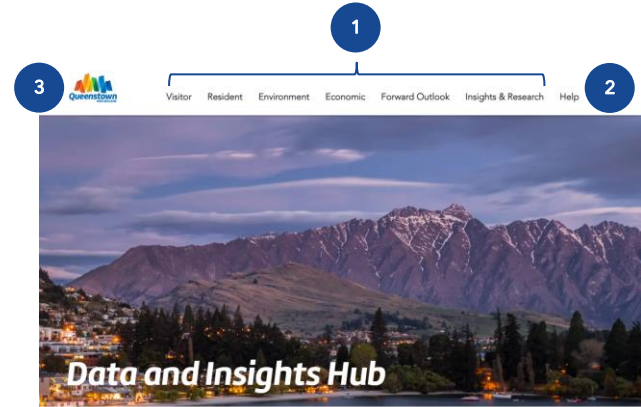 1
3
Queenstown
Visitor Resident Environment Economic Forward Outlook Insights & Research Help
2
Data and Insights Hub